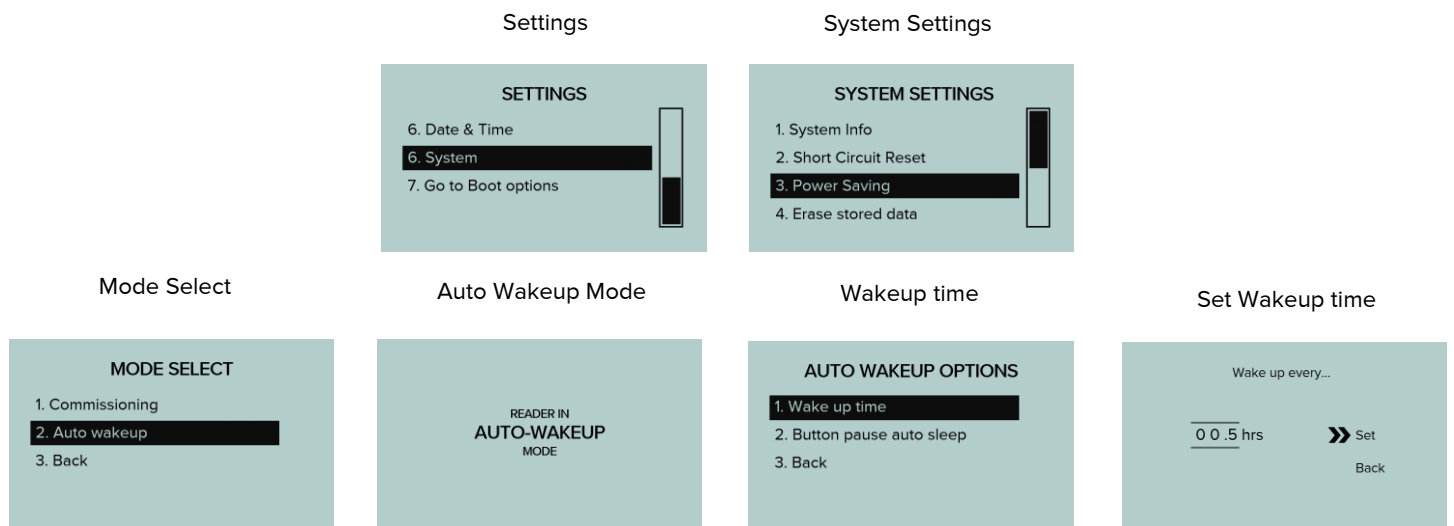 Settings
SETTINGS
6. Date & Time
6. System
7. Go to Boot options
System Settings
SYSTEM SETTINGS
1. System Info
2. Short Circuit Reset
3. Power Saving
4. Erase stored data
Mode Select
MODE SELECT
1. Commissioning
2. Auto wakeup
3. Back
Auto Wakeup Mode
READER IN
AUTO-WAKEUP
MODE
Wakeup time
AUTO WAKEUP OPTIONS
1. Wake up time
2. Button pause auto sleep
3. Back
Set Wakeup time
Wake up every...
0 0 .5 hrs
Set
Back